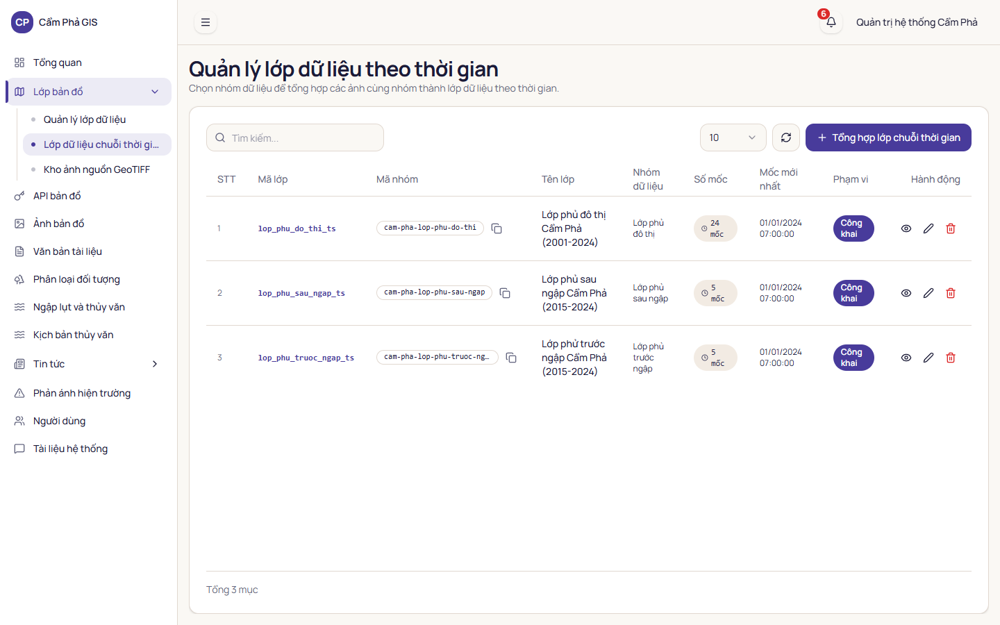 CP Cẩm Phả GIS
6
Quản trị hệ thống Cẩm Phả
Tổng quan
Lớp bản đồ
Quản lý lớp dữ liệu
Lớp dữ liệu chuỗi thời gi...
Kho ảnh nguồn GeoTIFF
API bản đồ
Ảnh bản đồ
Văn bản tài liệu
Phân loại đối tượng
Ngập lụt và thủy văn
Kịch bản thủy văn
Tin tức
Phản ánh hiện trường
Người dùng
Tài liệu hệ thống
Quản lý lớp dữ liệu theo thời gian
Chọn nhóm dữ liệu để tổng hợp các ảnh cùng nhóm thành lớp dữ liệu theo thời gian.
Tìm kiếm...
10
Tổng hợp lớp chuỗi thời gian
STT
Mã lớp
Mã nhóm
Tên lớp
Nhóm
dữ liệu
Số mốc
Mốc mới
nhất
Phạm vi
Hành động
1
lop_phu_do_thi_ts
cam-pha-lop-phu-do-thi
Lớp phủ đô thị
Cẩm Phả
(2001-2024)
Lớp phủ
đô thị
24
mốc
01/01/2024
07:00:00
Công
khai
2
lop_phu_sau_ngap_ts
cam-pha-lop-phu-sau-ngap
Lớp phủ sau
ngập Cẩm Phả
(2015-2024)
Lớp phủ
sau ngập
5
mốc
01/01/2024
07:00:00
Công
khai
3
lop_phu_truoc_ngap_ts
cam-pha-lop-phu-truoc-ng…
Lớp phử trước
ngập Cẩm Phả
(2015-2024)
Lớp phủ
trước
ngập
5
mốc
01/01/2024
07:00:00
Công
khai
Tổng 3 mục